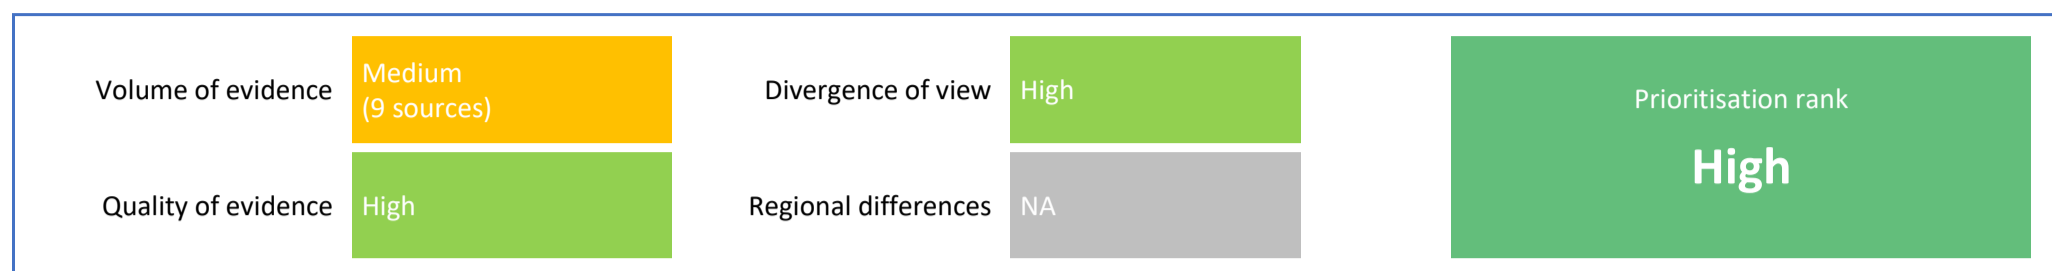 Volume of evidence
Medium
(9 sources)
Divergence of view
High
Prioritisation rank
High
Quality of evidence
High
Regional differences
NA